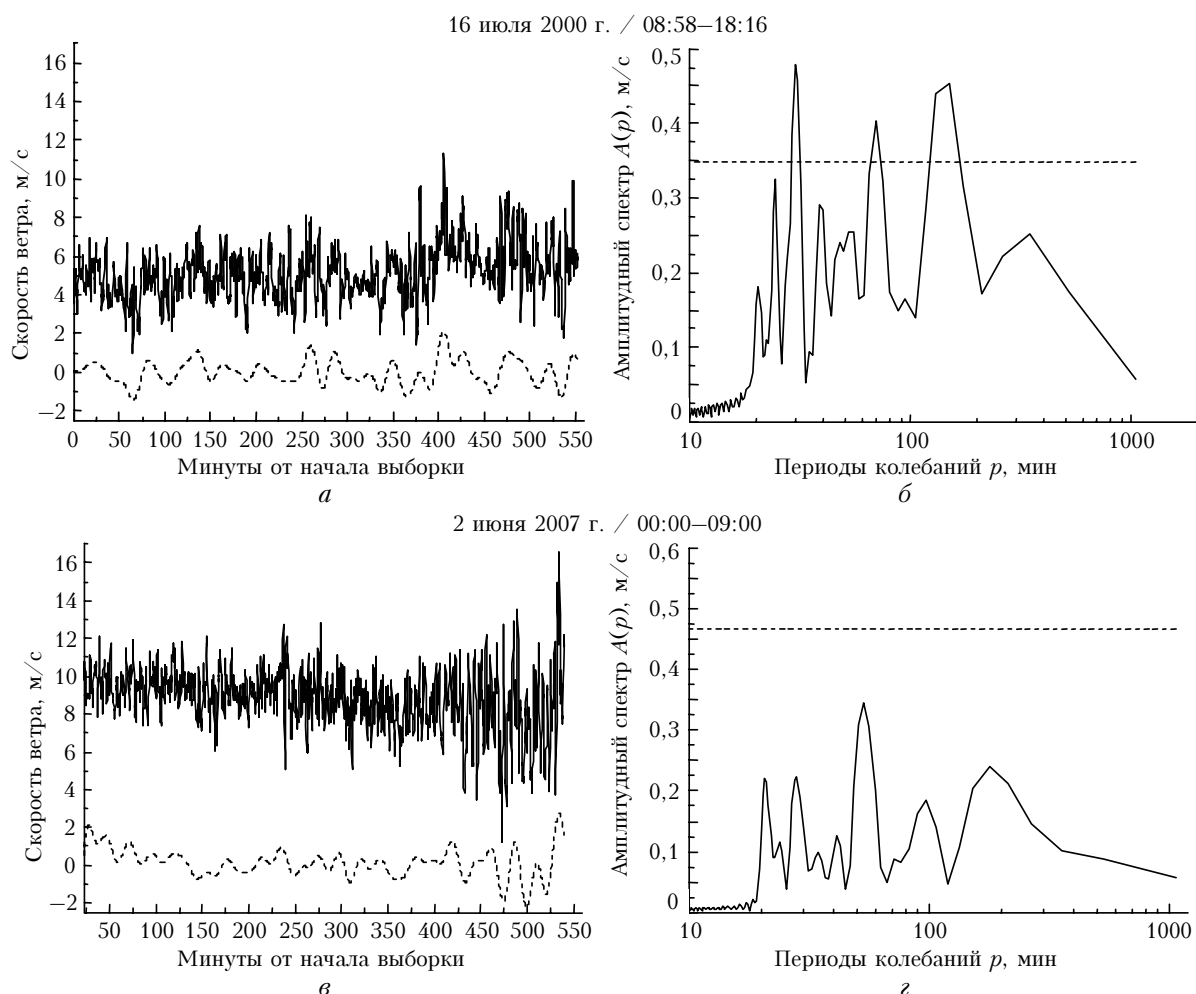 16 июля 2000 г. / 08:58–18:16
Скорость ветра, м/с
16
14
12
10
8
6
4
2
0
–2
0 50 100 150 200 250 300 350 400 450 500 550
Минуты от начала выборки
а
Амплитудный спектр A(p), м/с
0,5
0,4
0,3
0,2
0,1
0
10 100 1000
Периоды колебаний p, мин
б
2 июня 2007 г. / 00:00–09:00
Скорость ветра, м/с
16
14
12
10
8
6
4
2
0
–2
50 100 150 200 250 300 350 400 450 500 550
Минуты от начала выборки
в
Амплитудный спектр A(p), м/с
0,6
0,5
0,4
0,3
0,2
0,1
0
10 100 1000
Периоды колебаний p, мин
г